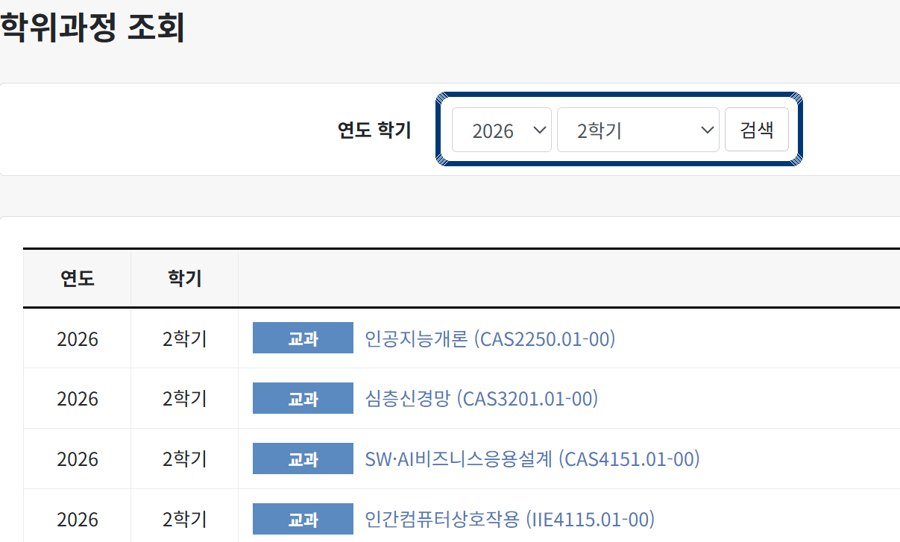 학위과정 조회
연도 학기 2026 2학기 검색
연도 학기
2026 2학기 교과 인공지능개론 (CAS2250.01-00)
2026 2학기 교과 심층신경망 (CAS3201.01-00)
2026 2학기 교과 SW·AI비즈니스응용설계 (CAS4151.01-00)
2026 2학기 교과 인간컴퓨터상호작용 (IIE4115.01-00)